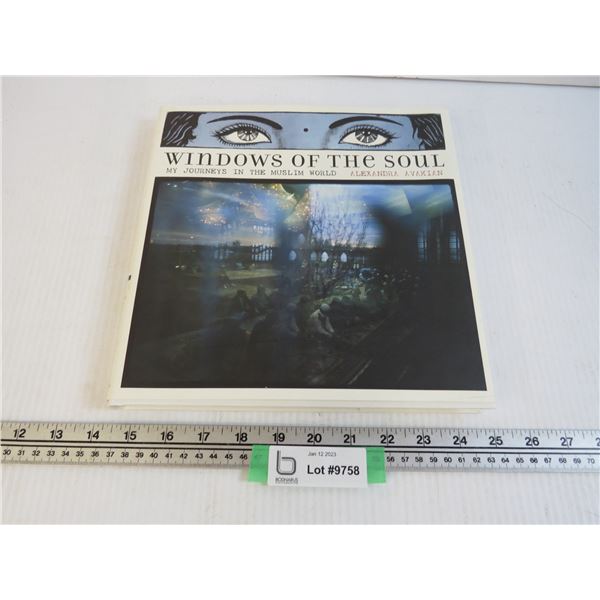 WINDOWS OF THE SOUL
MY JOURNEYS IN THE MUSLIM WORLD ALEXANDRA AVAKIAN
12 13 14 15 16 17 18 19 20 21 22 23 24 25 26 27
30 31 32 33 34 35 36 37 38 39 40 41 42 43 44 45 46 56 57 58 59 60 61 62 63 64 65 66 67 68 69 70
Jan 12 2023
Lot #9758